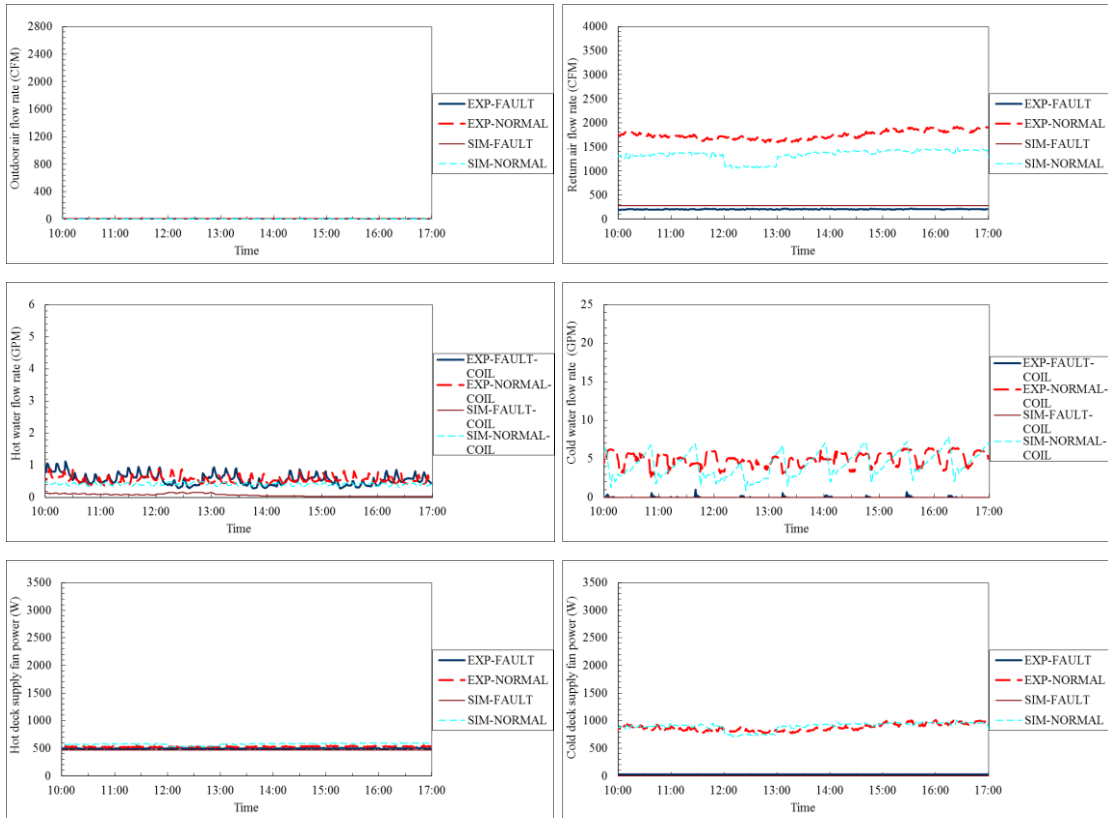 Outdoor air flow rate (CFM)
2800
2400
2000
1600
1200
800
400
0
10:00 11:00 12:00 13:00 14:00 15:00 16:00 17:00
Time
EXP-FAULT
EXP-NORMAL
SIM-FAULT
SIM-NORMAL
Return air flow rate (CFM)
4000
3500
3000
2500
2000
1500
1000
500
0
10:00 11:00 12:00 13:00 14:00 15:00 16:00 17:00
Time
EXP-FAULT
EXP-NORMAL
SIM-FAULT
SIM-NORMAL
Hot water flow rate (GPM)
6
5
4
3
2
1
0
10:00 11:00 12:00 13:00 14:00 15:00 16:00 17:00
Time
EXP-FAULT-
COIL
EXP-NORMAL-
COIL
SIM-FAULT-
COIL
SIM-NORMAL-
COIL
Cold water flow rate (GPM)
25
20
15
10
5
0
10:00 11:00 12:00 13:00 14:00 15:00 16:00 17:00
Time
EXP-FAULT-
COIL
EXP-NORMAL-
COIL
SIM-FAULT-
COIL
SIM-NORMAL-
COIL
Hot deck supply fan power (W)
3500
3000
2500
2000
1500
1000
500
0
10:00 11:00 12:00 13:00 14:00 15:00 16:00 17:00
Time
EXP-FAULT
EXP-NORMAL
SIM-FAULT
SIM-NORMAL
Cold deck supply fan power (W)
3500
3000
2500
2000
1500
1000
500
0
10:00 11:00 12:00 13:00 14:00 15:00 16:00 17:00
Time
EXP-FAULT
EXP-NORMAL
SIM-FAULT
SIM-NORMAL